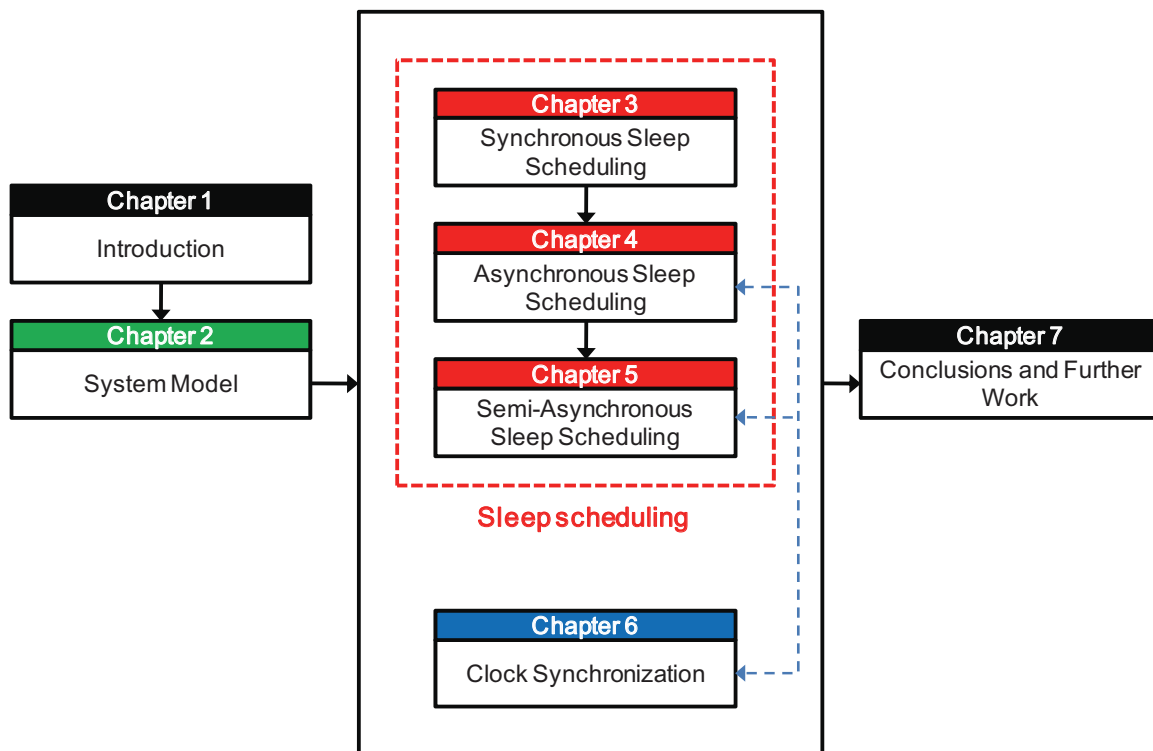 Chapter 1
Introduction
Chapter 2
System Model
Chapter 3
Synchronous Sleep
Scheduling
Chapter 4
Asynchronous Sleep
Scheduling
Chapter 5
Semi-Asynchronous
Sleep Scheduling
Sleep scheduling
Chapter 6
Clock Synchronization
Chapter 7
Conclusions and Further
Work